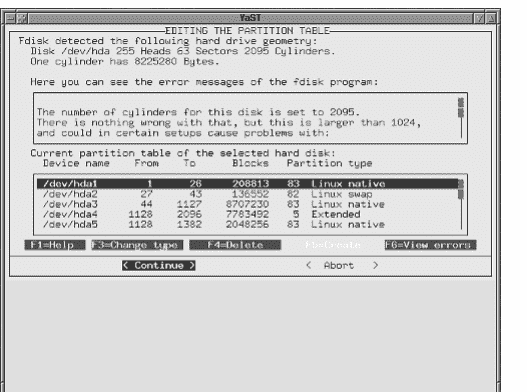 YaST
EDITING THE PARTITION TABLE
Fdisk detected the following hard drive geometry:
Disk /dev/hda 255 Heads 63 Sectors 2095 Cylinders.
One cylinder has 8225280 Bytes.
Here you can see the error messages of the fdisk program:
The number of cylinders for this disk is set to 2095.
There is nothing wrong with that, but this is larger than 1024,
and could in certain setups cause problems with:
Current partition table of the selected hard disk:
Device name From To Blocks Partition type
/dev/hda1 1 26 208813 83 Linux native
/dev/hda2 27 43 136552 82 Linux swap
/dev/hda3 44 1127 8707230 83 Linux native
/dev/hda4 1128 2096 7783492 5 Extended
/dev/hda5 1128 1382 2048256 83 Linux native
F1=Help F3=Change type F4=Delete F5=Create F6=View errors
< Continue > < Abort >